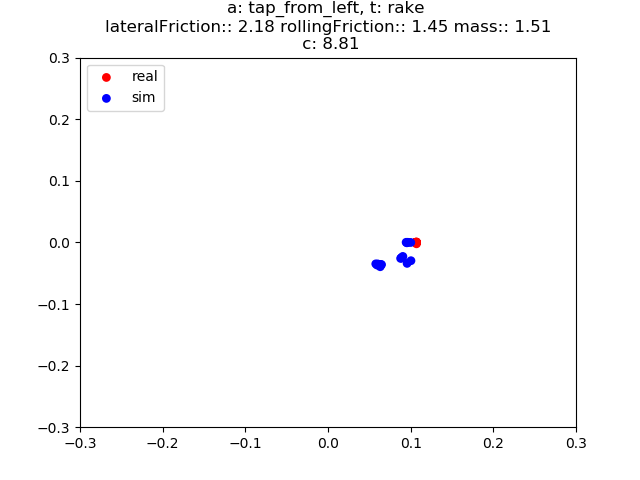 a: tap_from_left, t: rake
lateralFriction:: 2.18 rollingFriction:: 1.45 mass:: 1.51
c: 8.81
real
sim
0.3
0.2
0.1
0.0
−0.1
−0.2
−0.3
−0.3 −0.2 −0.1 0.0 0.1 0.2 0.3